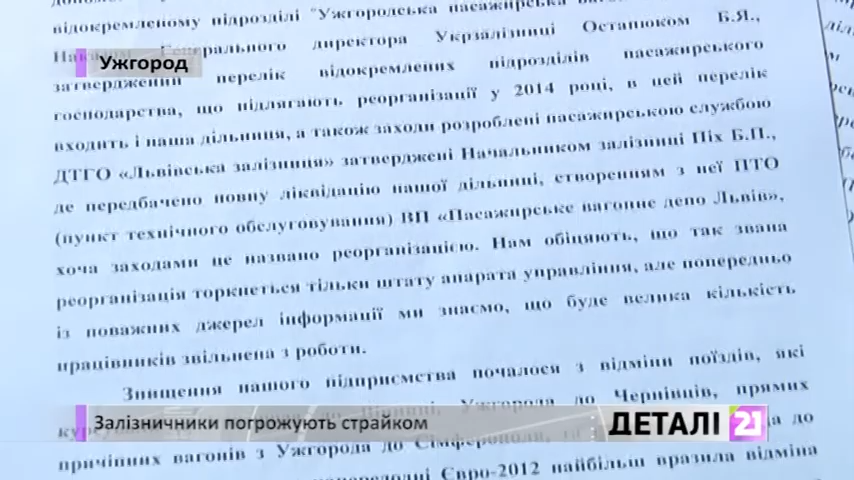 відокремленому підрозділі "Ужгородська пасажирська
Генерального директора Укрзалізниці Остапюком Б.Я.,
Ужгород
затверджений перелік відокремлених підрозділів пасажирського
господарства, що підлягають реорганізації у 2014 році, в цей перелік
входить і наша дільниця, а також заходи розроблені пасажирською службою
ДТГО «Львівська залізниця» затверджені Начальником залізниці Піх Б.П.,
де передбачено повну ліквідацію нашої дільниці, створенням з неї ПТО
(пункт технічного обслуговування) ВП «Пасажирське вагонне депо Львів»,
хоча заходами це названо реорганізацією. Нам обіцяють, що так звана
реорганізація торкнеться тільки штату апарата управління, але попередньо
із поважних джерел інформації ми знаємо, що буде велика кількість
працівників звільнена з роботи.
Знищення нашого підприємства почалося з відміни поїздів, які
Ужгорода до Чернівців, прямих
Залізничники погрожують страйком
ДЕТАЛІ 21
до
причіпних вагонів з Ужгорода до Сімферополя,
Євро-2012 найбільш вразила відміна